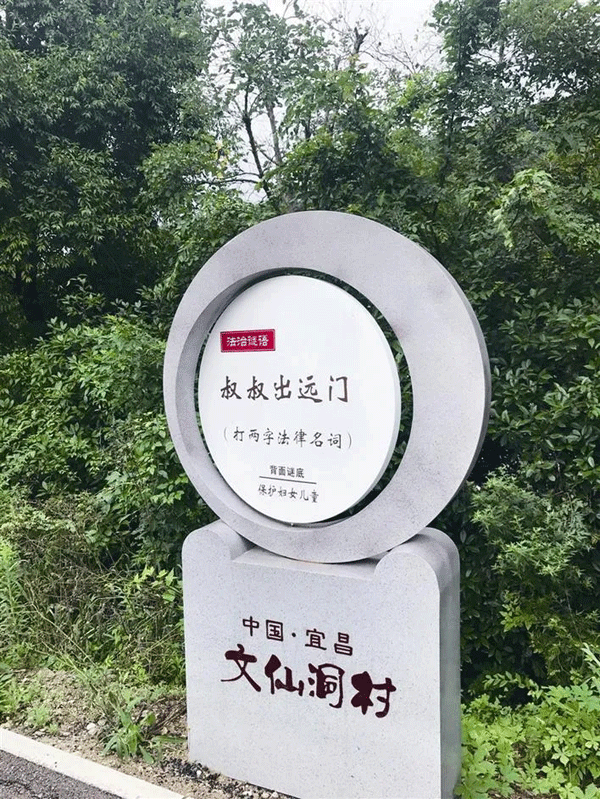 法治谜语
叔叔出远门
(打两字法律名词)
背面谜底
保护妇女儿童
中国·宜昌
文仙洞村